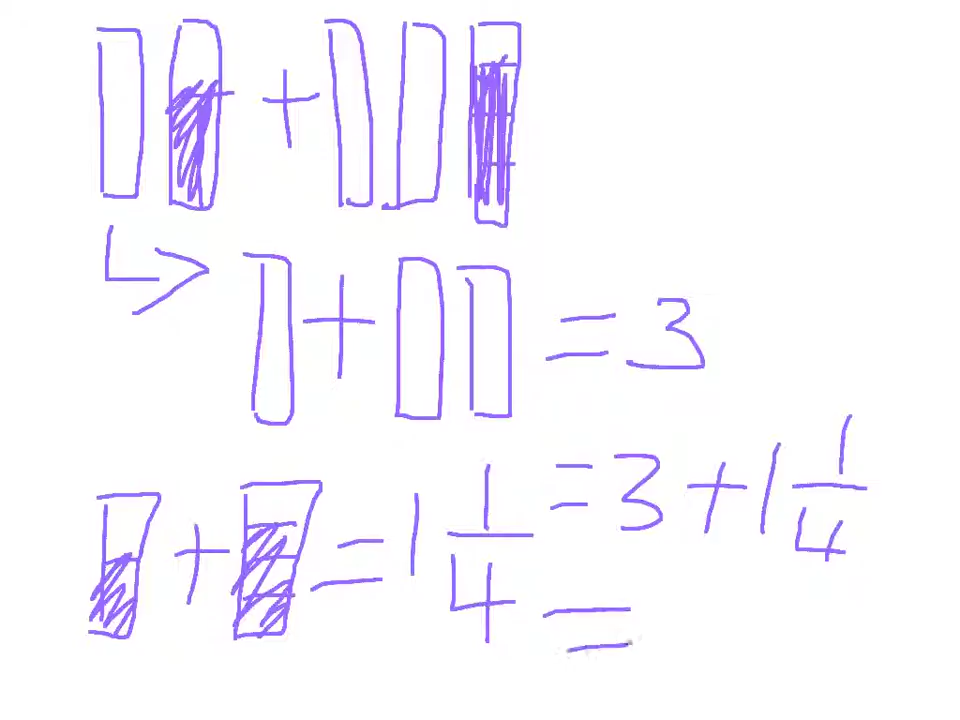 +
+ = 3
+ = 1 1/4 = 3 + 1 1/4
=